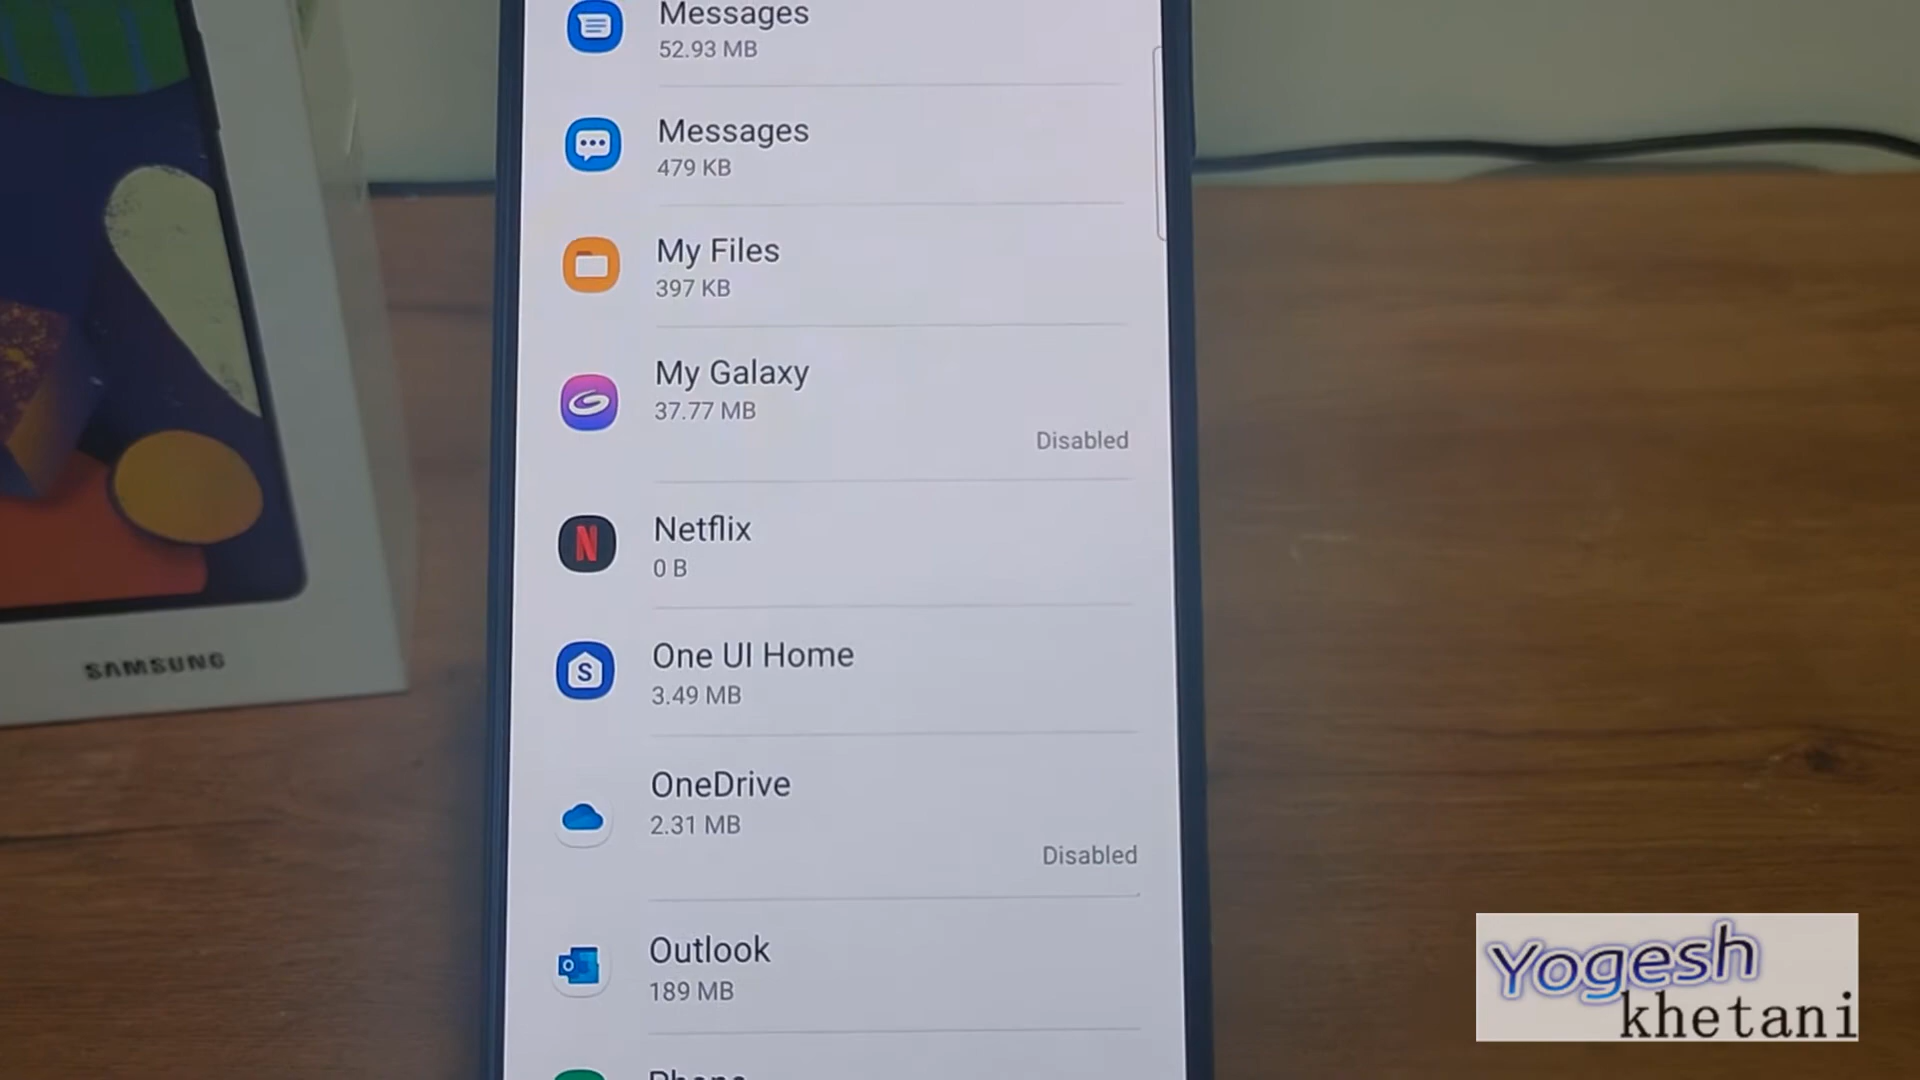 Messages
52.93 MB
Messages
479 KB
My Files
397 KB
My Galaxy
37.77 MB
Disabled
Netflix
0 B
One UI Home
3.49 MB
OneDrive
2.31 MB
Disabled
Outlook
189 MB
Phone
SAMSUNG
Yogesh
khetani